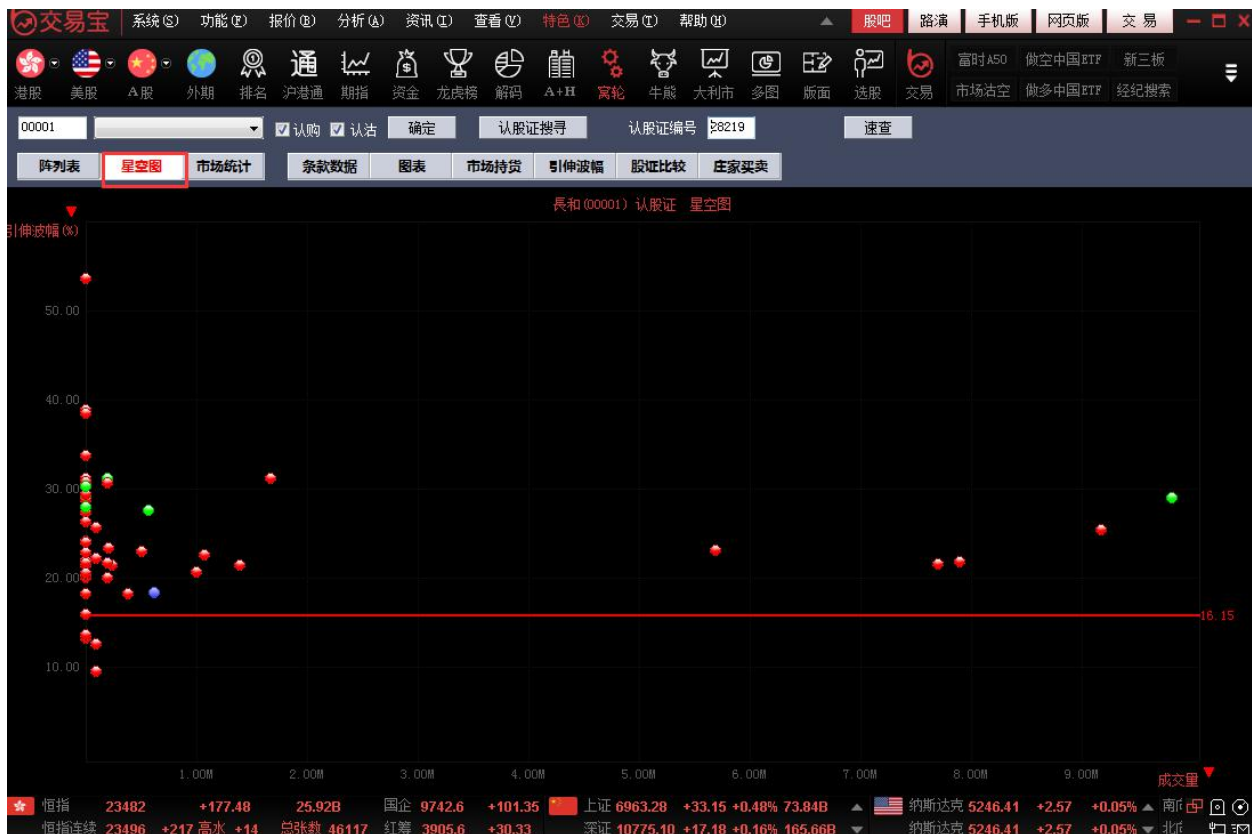 交易宝 系统(S) 功能(F) 报价(B) 分析(A) 资讯(I) 查看(V) 特色(K) 交易(T) 帮助(H) 股吧 路演 手机版 网页版 交 易
通 富时A50 做空中国ETF 新三板
港股 美股 A股 外期 排名 沪港通 期指 资金 龙虎榜 解码 A+H 窝轮 牛熊 大利市 多图 版面 选股 交易 市场沽空 做多中国ETF 经纪搜索
00001 认购 认沽 确定 认股证搜寻 认股证编号 28219 速查
阵列表 星空图 市场统计 条款数据 图表 市场持货 引伸波幅 股证比较 庄家买卖
長和(00001) 认股证 星空图
引伸波幅(%)
50.00
40.00
30.00
20.00
16.15
10.00
1.00M 2.00M 3.00M 4.00M 5.00M 6.00M 7.00M 8.00M 9.00M 成交量
恒指 23482 +177.48 25.92B 国企 9742.6 +101.35 上证 6963.28 +33.15 +0.48% 73.84B 纳斯达克 5246.41 +2.57 +0.05%
恒指连续 23496 +217 高水 +14 总张数 46117 红筹 3905.6 +30.33 深证 10775.10 +17.18 +0.16% 165.66B 纳斯达克 5246.41 +2.57 +0.05%